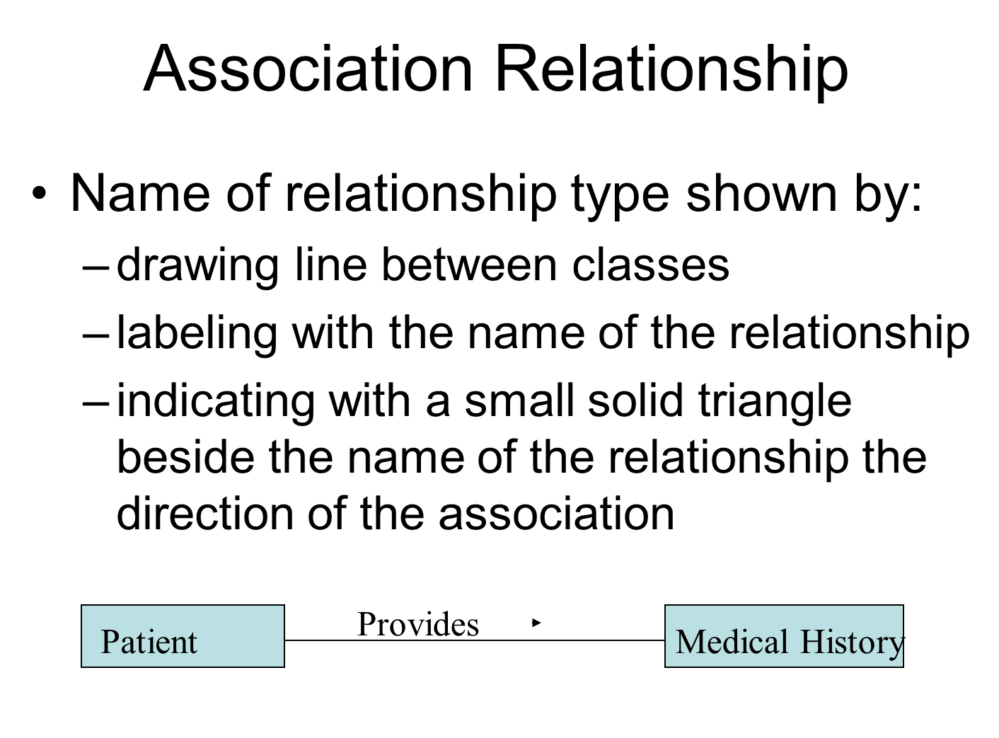 Association Relationship
• Name of relationship type shown by:
– drawing line between classes
– labeling with the name of the relationship
– indicating with a small solid triangle
beside the name of the relationship the
direction of the association
Provides
Patient
Medical History